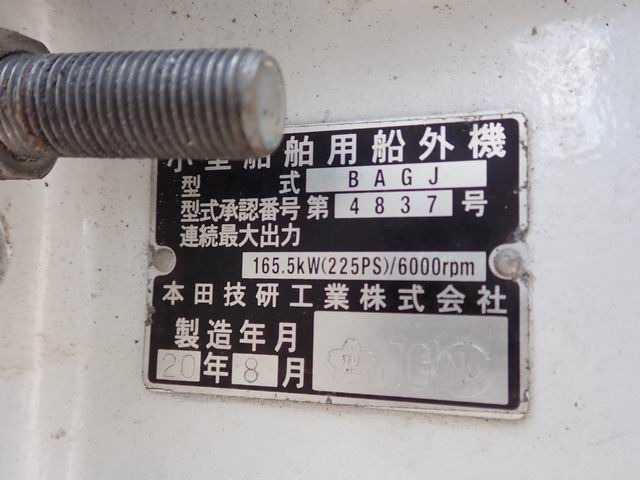 小型船舶用船外機
型式 BAGJ
型式承認番号 第 4837 号
連続最大出力
165.5kW(225PS)/6000rpm
本田技研工業株式会社
製造年月
20年8月